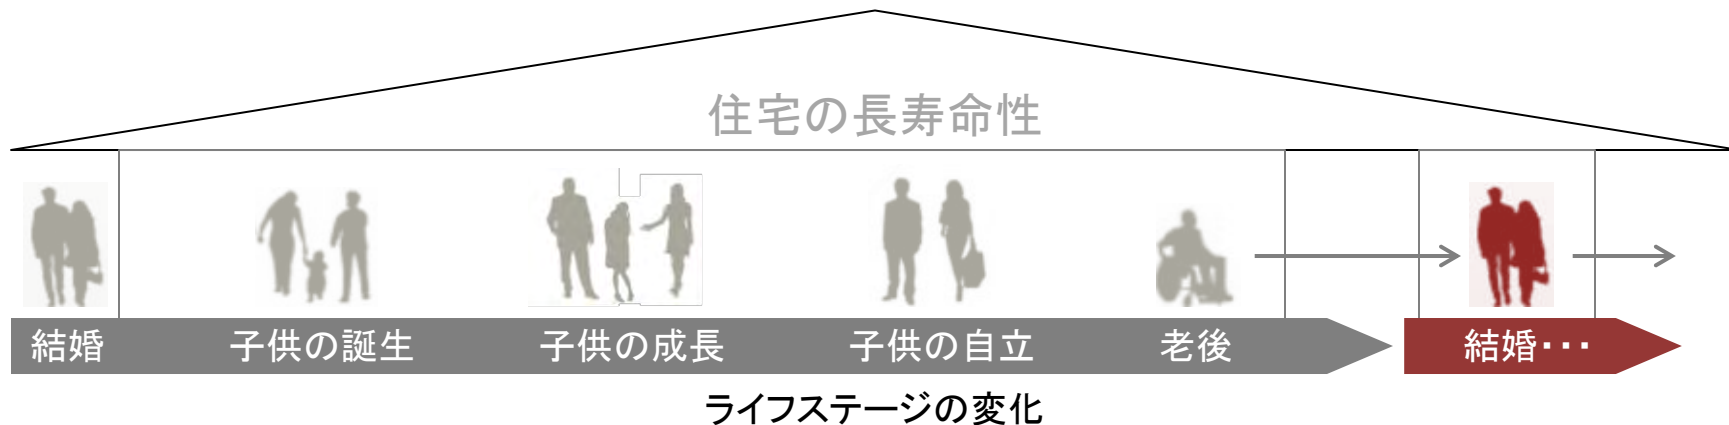 住宅の長寿命性
結婚
子供の誕生
子供の成長
子供の自立
老後
結婚・・・
ライフステージの変化